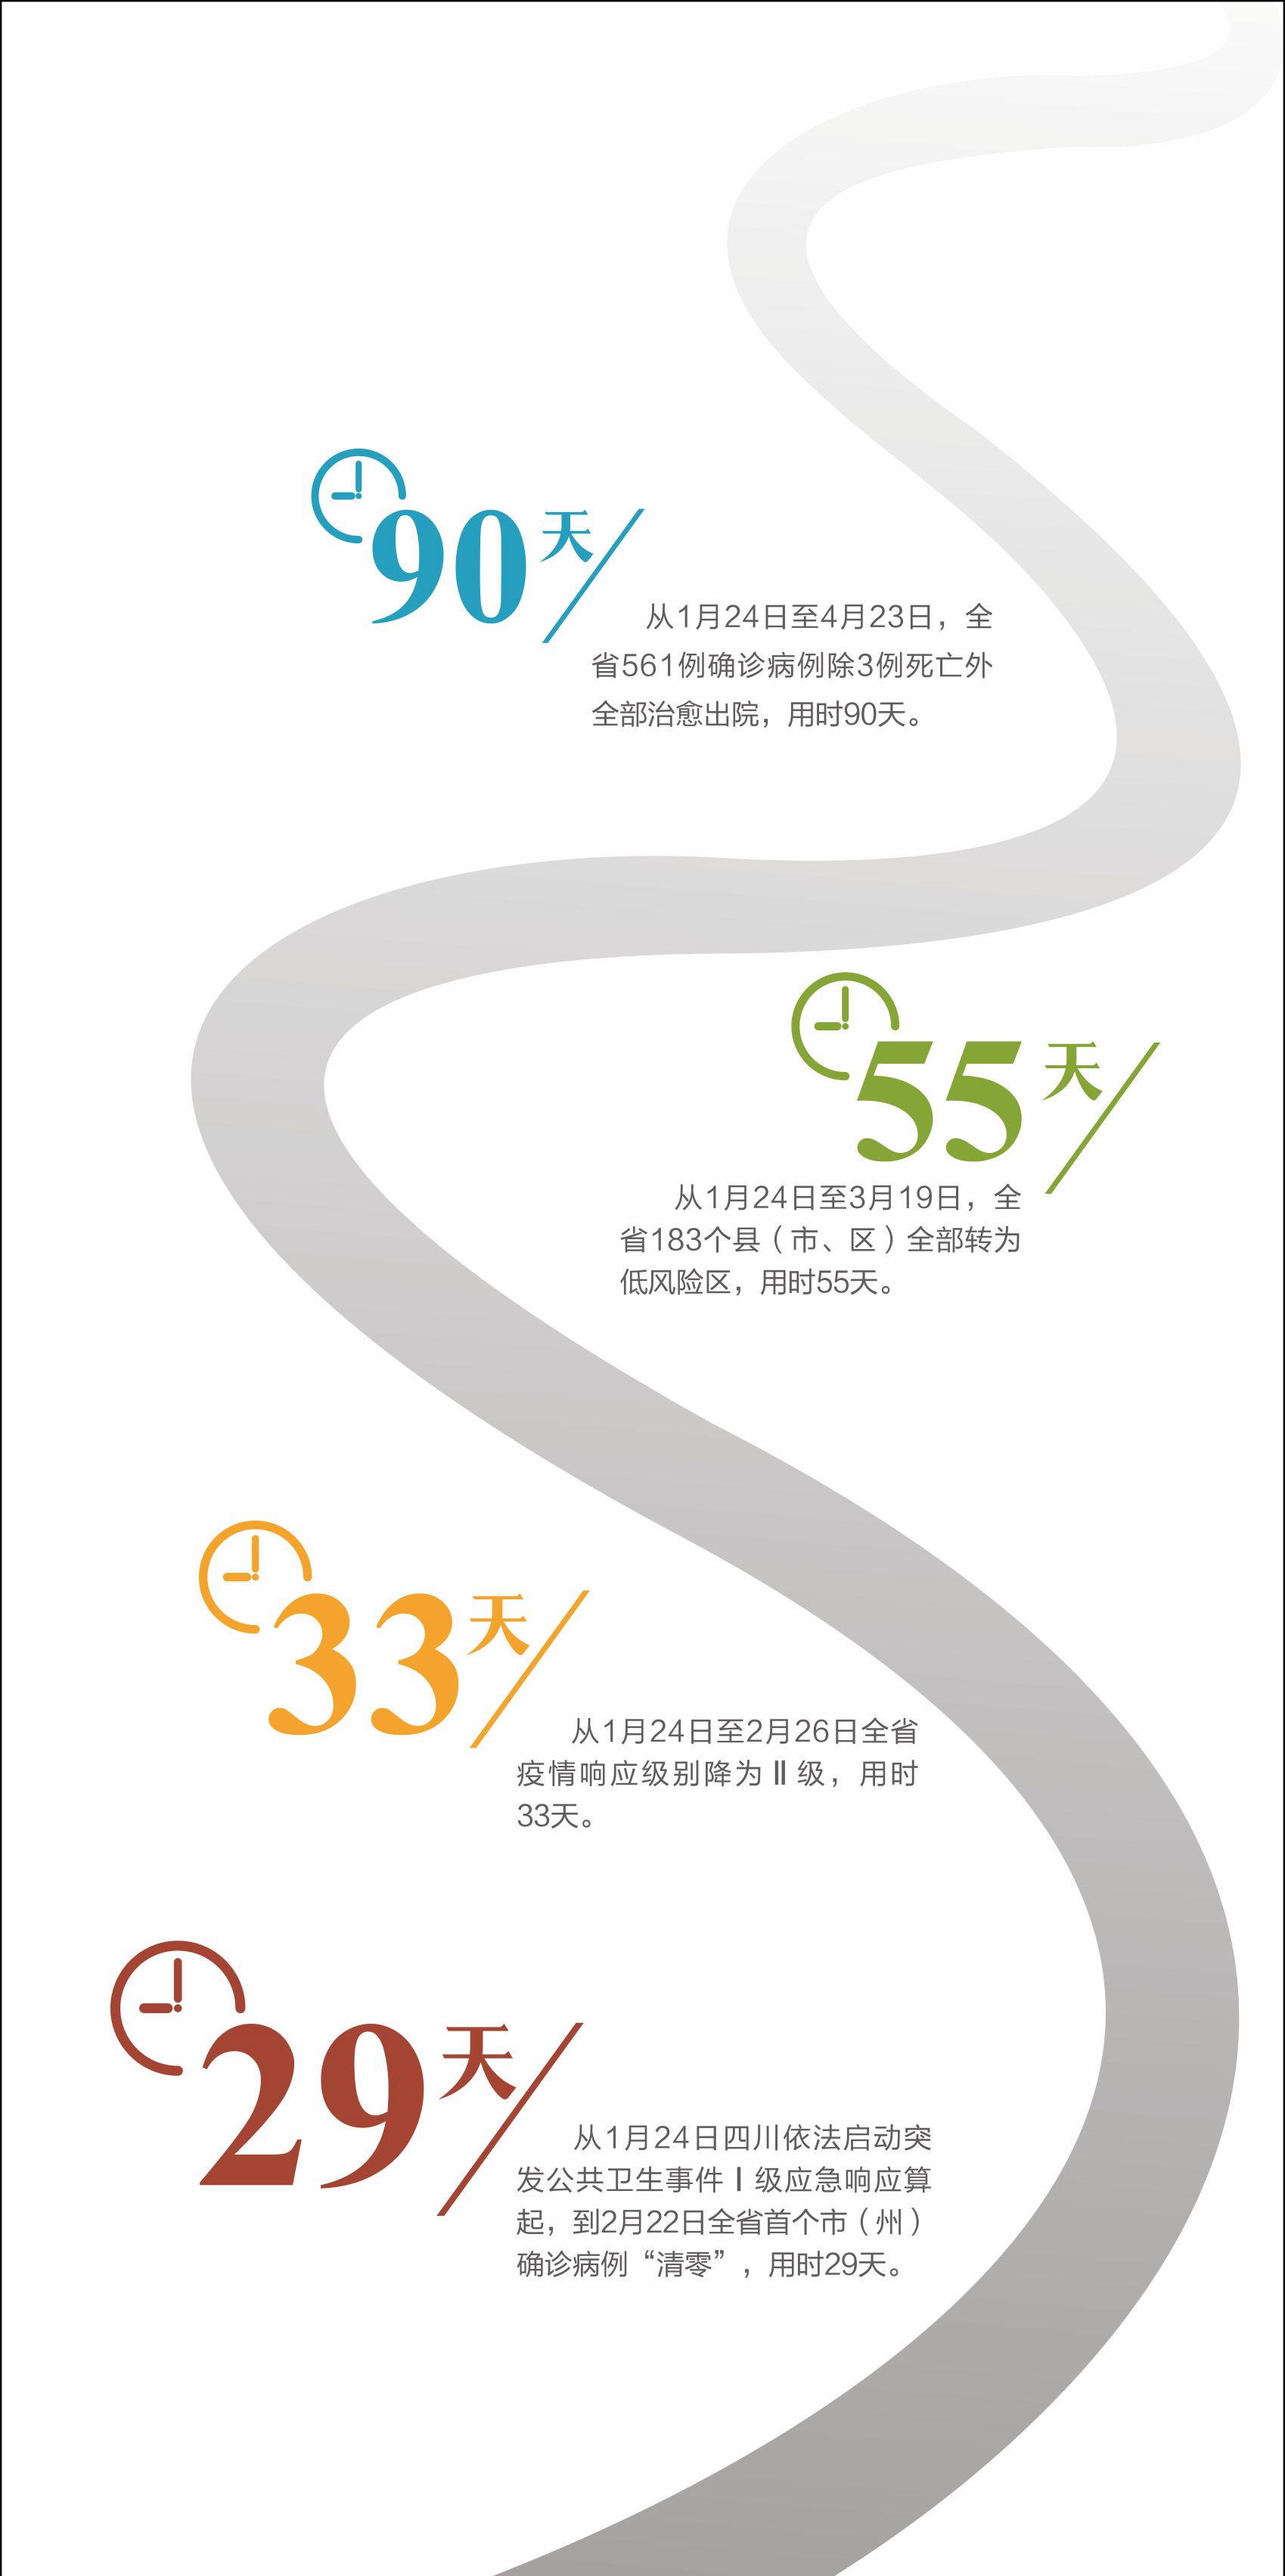 90天
从1月24日至4月23日，全
省561例确诊病例除3例死亡外
全部治愈出院，用时90天。
55天
从1月24日至3月19日，全
省183个县（市、区）全部转为
低风险区，用时55天。
33天
从1月24日至2月26日全省
疫情响应级别降为Ⅱ级，用时
33天。
29天
从1月24日四川依法启动突
发公共卫生事件Ⅰ级应急响应算
起，到2月22日全省首个市（州）
确诊病例“清零”，用时29天。